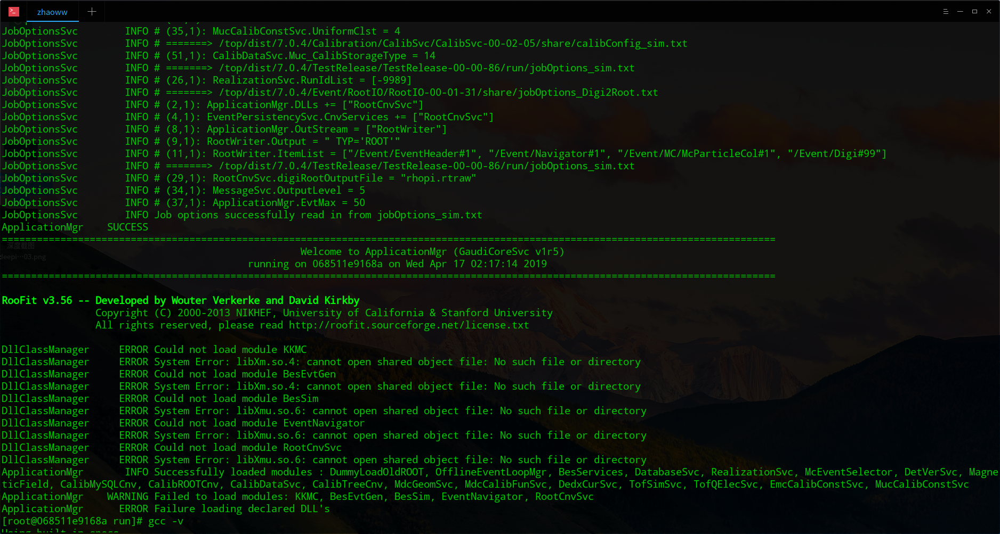 zhaoww
JobOptionsSvc        INFO # (35,1): MucCalibConstSvc.UniformClst = 4
JobOptionsSvc        INFO # =======> /top/dist/7.0.4/Calibration/CalibSvc/CalibSvc-00-02-05/share/calibConfig_sim.txt
JobOptionsSvc        INFO # (51,1): CalibDataSvc.Muc_CalibStorageType = 14
JobOptionsSvc        INFO # =======> /top/dist/7.0.4/TestRelease/TestRelease-00-00-86/run/jobOptions_sim.txt
JobOptionsSvc        INFO # (26,1): RealizationSvc.RunIdList = [-9989]
JobOptionsSvc        INFO # =======> /top/dist/7.0.4/Event/RootIO/RootIO-00-01-31/share/jobOptions_Digi2Root.txt
JobOptionsSvc        INFO # (2,1): ApplicationMgr.DLLs += ["RootCnvSvc"]
JobOptionsSvc        INFO # (4,1): EventPersistencySvc.CnvServices += ["RootCnvSvc"]
JobOptionsSvc        INFO # (8,1): ApplicationMgr.OutStream = ["RootWriter"]
JobOptionsSvc        INFO # (9,1): RootWriter.Output = " TYP='ROOT'"
JobOptionsSvc        INFO # (11,1): RootWriter.ItemList = ["/Event/EventHeader#1", "/Event/Navigator#1", "/Event/MC/McParticleCol#1", "/Event/Digi#99"]
JobOptionsSvc        INFO # =======> /top/dist/7.0.4/TestRelease/TestRelease-00-00-86/run/jobOptions_sim.txt
JobOptionsSvc        INFO # (29,1): RootCnvSvc.digiRootOutputFile = "rhopi.rtraw"
JobOptionsSvc        INFO # (34,1): MessageSvc.OutputLevel = 5
JobOptionsSvc        INFO # (37,1): ApplicationMgr.EvtMax = 50
JobOptionsSvc        INFO Job options successfully read in from jobOptions_sim.txt
ApplicationMgr    SUCCESS
====================================================================================================================================
深度截图
deepi···03.png
Welcome to ApplicationMgr (GaudiCoreSvc v1r5)
running on 068511e9168a on Wed Apr 17 02:17:14 2019
====================================================================================================================================
RooFit v3.56 -- Developed by Wouter Verkerke and David Kirkby
Copyright (C) 2000-2013 NIKHEF, University of California & Stanford University
All rights reserved, please read http://roofit.sourceforge.net/license.txt
DllClassManager     ERROR Could not load module KKMC
DllClassManager     ERROR System Error: libXm.so.4: cannot open shared object file: No such file or directory
DllClassManager     ERROR Could not load module BesEvtGen
DllClassManager     ERROR System Error: libXm.so.4: cannot open shared object file: No such file or directory
DllClassManager     ERROR Could not load module BesSim
DllClassManager     ERROR System Error: libXmu.so.6: cannot open shared object file: No such file or directory
DllClassManager     ERROR Could not load module EventNavigator
DllClassManager     ERROR System Error: libXmu.so.6: cannot open shared object file: No such file or directory
DllClassManager     ERROR Could not load module RootCnvSvc
DllClassManager     ERROR System Error: libXmu.so.6: cannot open shared object file: No such file or directory
ApplicationMgr       INFO Successfully loaded modules : DummyLoadOldROOT, OfflineEventLoopMgr, BesServices, DatabaseSvc, RealizationSvc, McEventSelector, DetVerSvc, Magne
ticField, CalibMySQLCnv, CalibROOTCnv, CalibDataSvc, CalibTreeCnv, MdcGeomSvc, MdcCalibFunSvc, DedxCurSvc, TofSimSvc, TofQElecSvc, EmcCalibConstSvc, MucCalibConstSvc
ApplicationMgr    WARNING Failed to load modules: KKMC, BesEvtGen, BesSim, EventNavigator, RootCnvSvc
ApplicationMgr      ERROR Failure loading declared DLL's
[root@068511e9168a run]# gcc -v
Using built-in specs